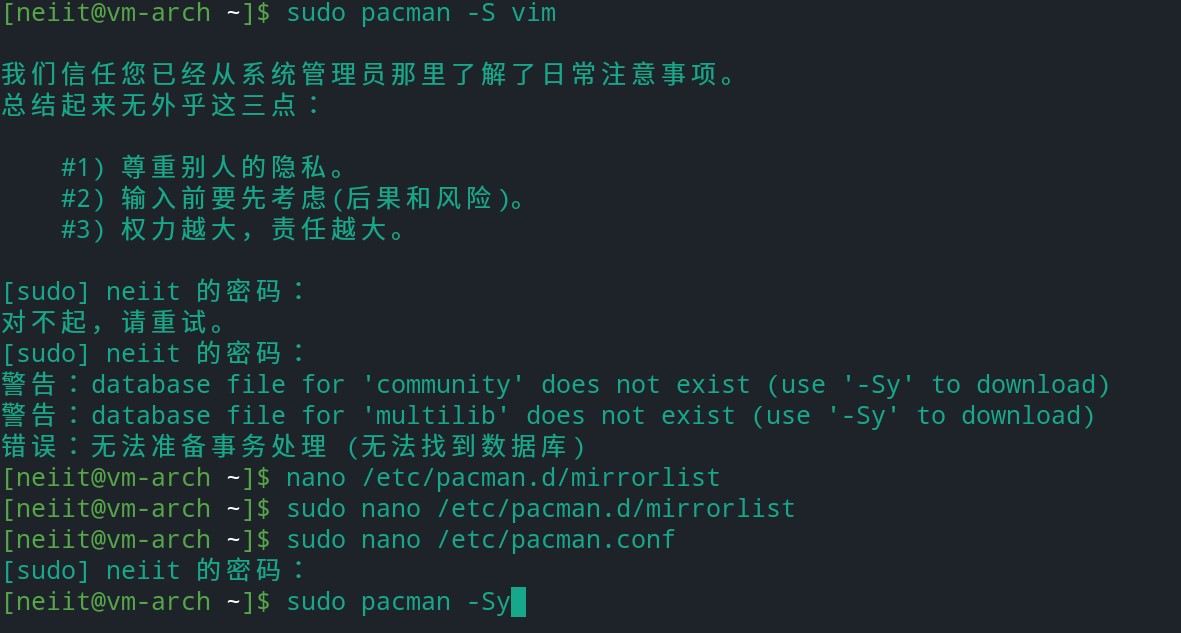 [neiit@vm-arch ~]$ sudo pacman -S vim
我们信任您已经从系统管理员那里了解了日常注意事项。
总结起来无外乎这三点：
#1) 尊重别人的隐私。
#2) 输入前要先考虑(后果和风险)。
#3) 权力越大，责任越大。
[sudo] neiit 的密码：
对不起，请重试。
[sudo] neiit 的密码：
警告：database file for 'community' does not exist (use '-Sy' to download)
警告：database file for 'multilib' does not exist (use '-Sy' to download)
错误：无法准备事务处理 (无法找到数据库)
[neiit@vm-arch ~]$ nano /etc/pacman.d/mirrorlist
[neiit@vm-arch ~]$ sudo nano /etc/pacman.d/mirrorlist
[neiit@vm-arch ~]$ sudo nano /etc/pacman.conf
[sudo] neiit 的密码：
[neiit@vm-arch ~]$ sudo pacman -Sy